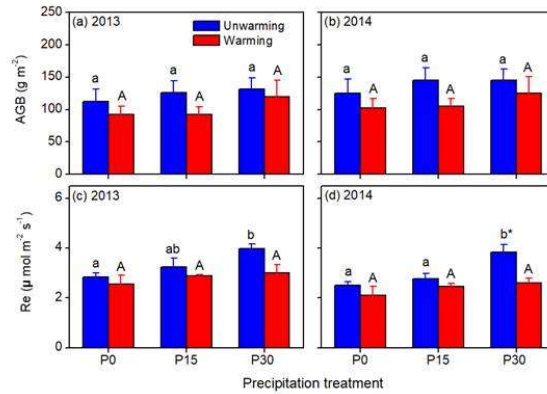 (a) 2013
Unwarming
Warming
(b) 2014
AGB (g m-2)
250
200
150
100
50
0
a A a A a A
a A a A a A
(c) 2013
(d) 2014
Re (μ mol m-2 s-1)
6
4
2
0
a A ab A b A
a A a A b* A
P0 P15 P30
P0 P15 P30
Precipitation treatment